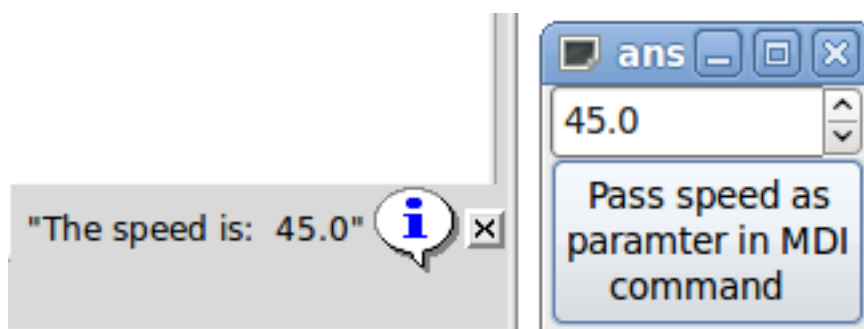 "The speed is:  45.0"
ans
45.0
Pass speed as
paramter in MDI
command